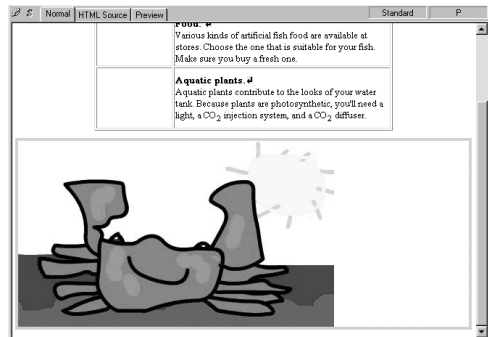 Normal HTML Source Preview Standard P
Food. ↵
Various kinds of artificial fish food are available at
stores. Choose the one that is suitable for your fish.
Make sure you buy a fresh one.
Aquatic plants.↵
Aquatic plants contribute to the looks of your water
tank. Because plants are photosynthetic, you'll need a
light, a CO₂ injection system, and a CO₂ diffuser.